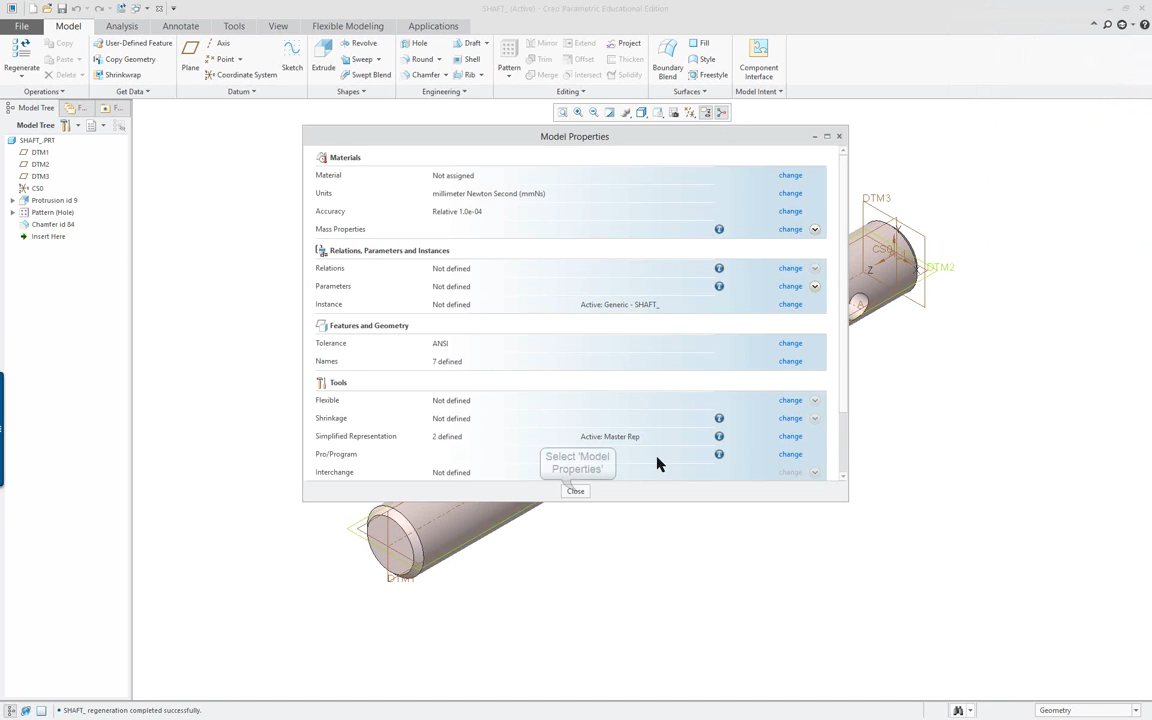 SHAFT_ (Active) - Creo Parametric Educational Edition
File Model Analysis Annotate Tools View Flexible Modeling Applications
Regenerate
Copy
Paste
Delete
Operations
User-Defined Feature
Copy Geometry
Shrinkwrap
Get Data
Plane
Axis
Point
Coordinate System
Sketch
Datum
Extrude
Revolve
Sweep
Swept Blend
Shapes
Hole
Round
Chamfer
Draft
Shell
Rib
Engineering
Pattern
Mirror
Trim
Merge
Extend
Offset
Intersect
Project
Thicken
Solidify
Editing
Boundary
Blend
Fill
Style
Freestyle
Surfaces
Component
Interface
Model Intent
Model Tree F... F...
Model Tree
SHAFT_.PRT
DTM1
DTM2
DTM3
CS0
Protrusion id 9
Pattern (Hole)
Chamfer id 84
Insert Here
Model Properties
Materials
Material Not assigned change
Units millimeter Newton Second (mmNs) change
Accuracy Relative 1.0e-04 change
Mass Properties change
Relations, Parameters and Instances
Relations Not defined change
Parameters Not defined change
Instance Not defined Active: Generic - SHAFT_ change
Features and Geometry
Tolerance ANSI change
Names 7 defined change
Tools
Flexible Not defined change
Shrinkage Not defined change
Simplified Representation 2 defined Active: Master Rep change
Pro/Program change
Interchange Not defined change
Select 'Model
Properties'
Close
DTM3
Y
CS0
Z
X
DTM2
A
DTM1
• SHAFT_ regeneration completed successfully.
Geometry